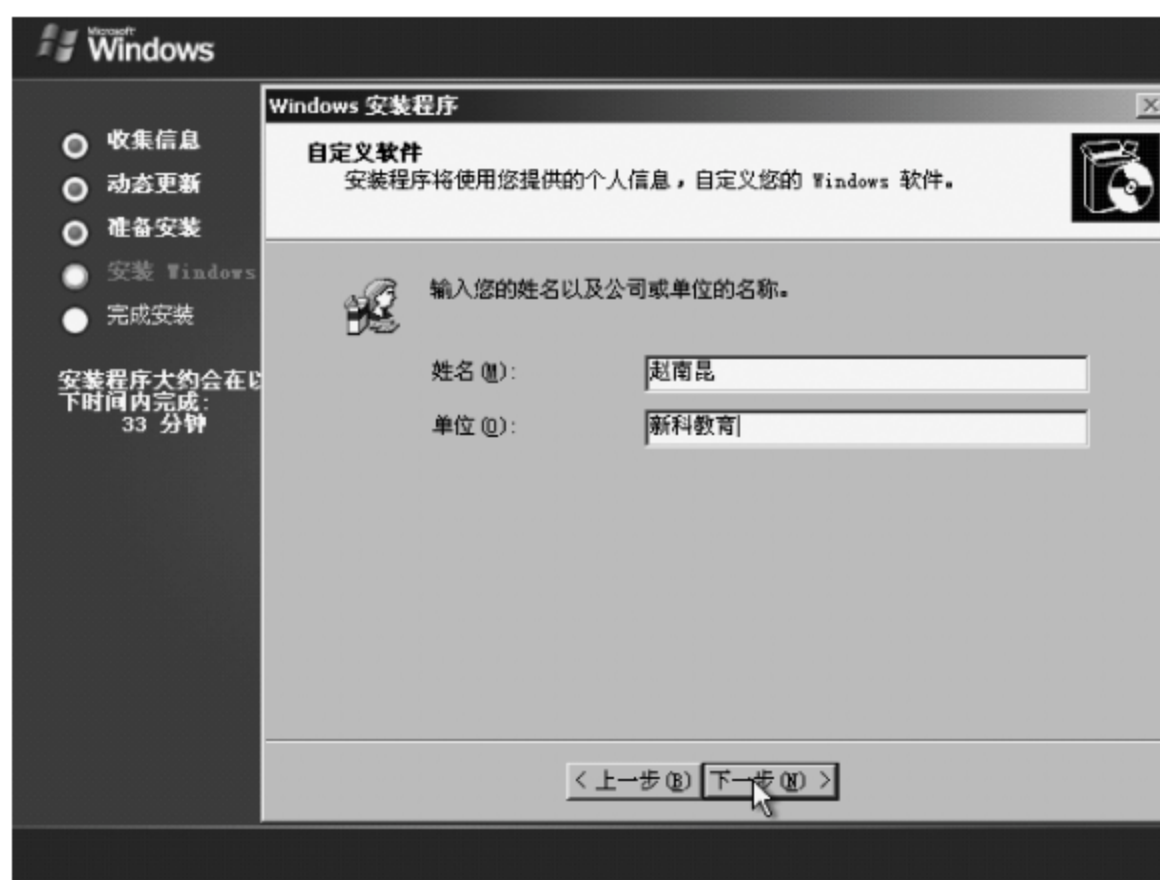 Microsoft
Windows
Windows 安装程序
自定义软件
安装程序将使用您提供的个人信息，自定义您的 Windows 软件。
收集信息
动态更新
准备安装
安装 Windows
完成安装
安装程序大约会在以
下时间内完成:
33 分钟
输入您的姓名以及公司或单位的名称。
姓名(M): 赵南昆
单位(O): 新科教育
< 上一步(B) 下一步(N) >